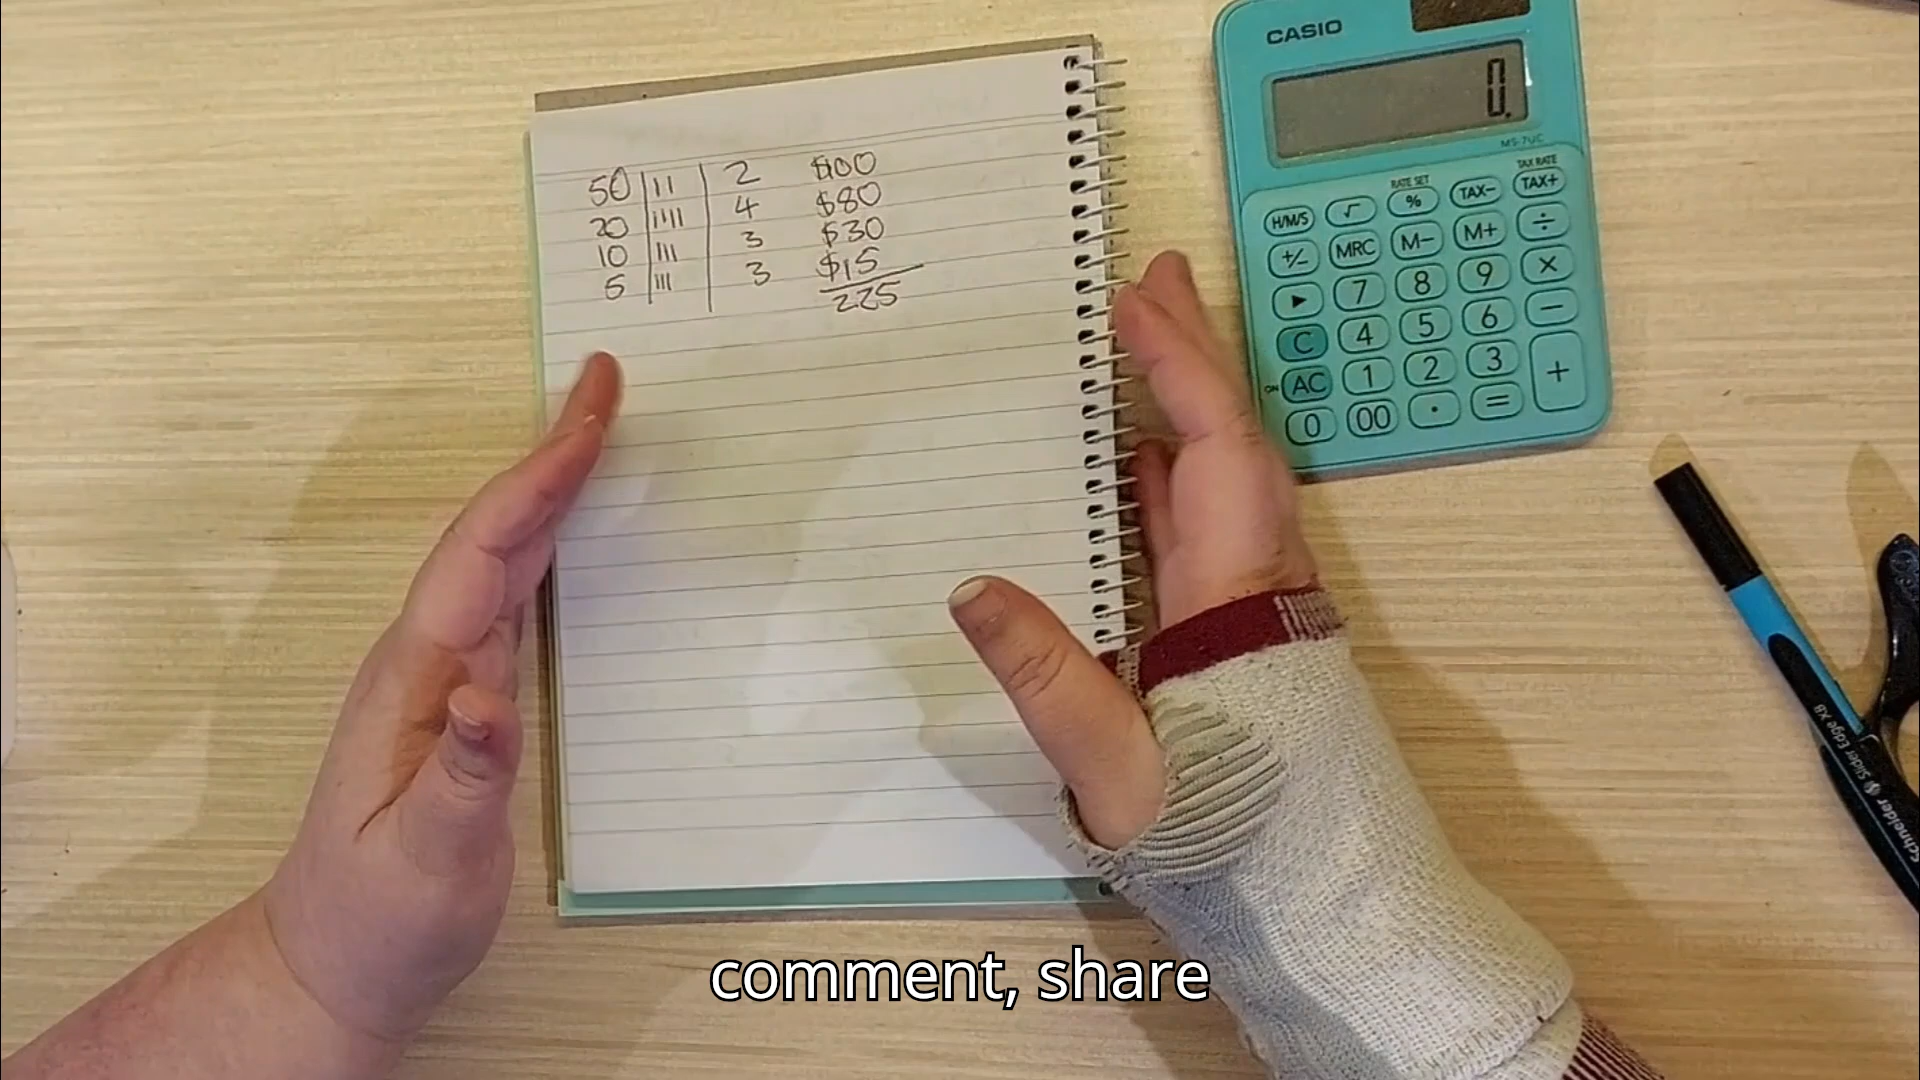 50 || 2 $100
20 |||| 4 $80
10 ||| 3 $30
5 ||| 3 $15
225
CASIO
0.
MS-7UC
TAX RATE
RATE SET
H/M/S √ % TAX- TAX+
+/- MRC M- M+ ÷
▶ 7 8 9 ×
C 4 5 6 −
ON AC 1 2 3 +
0 00 · =
Schneider Slider Edge XB
comment, share